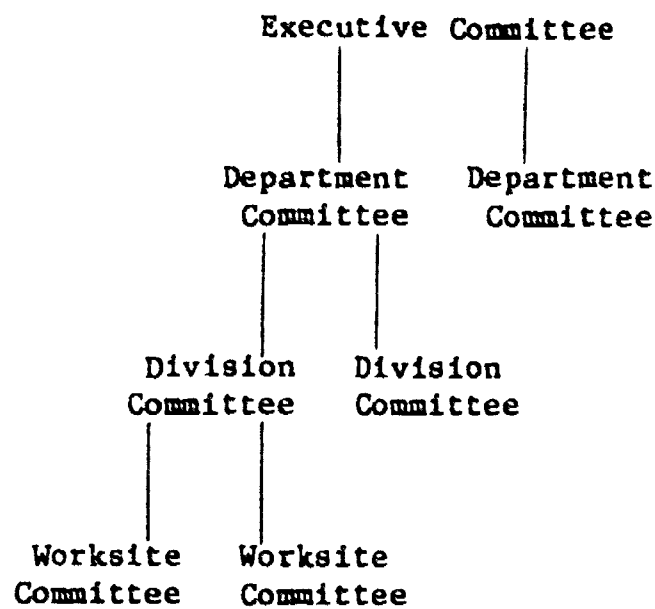 Executive Committee
Department Department
Committee Committee
Division Division
Committee Committee
Worksite Worksite
Committee Committee